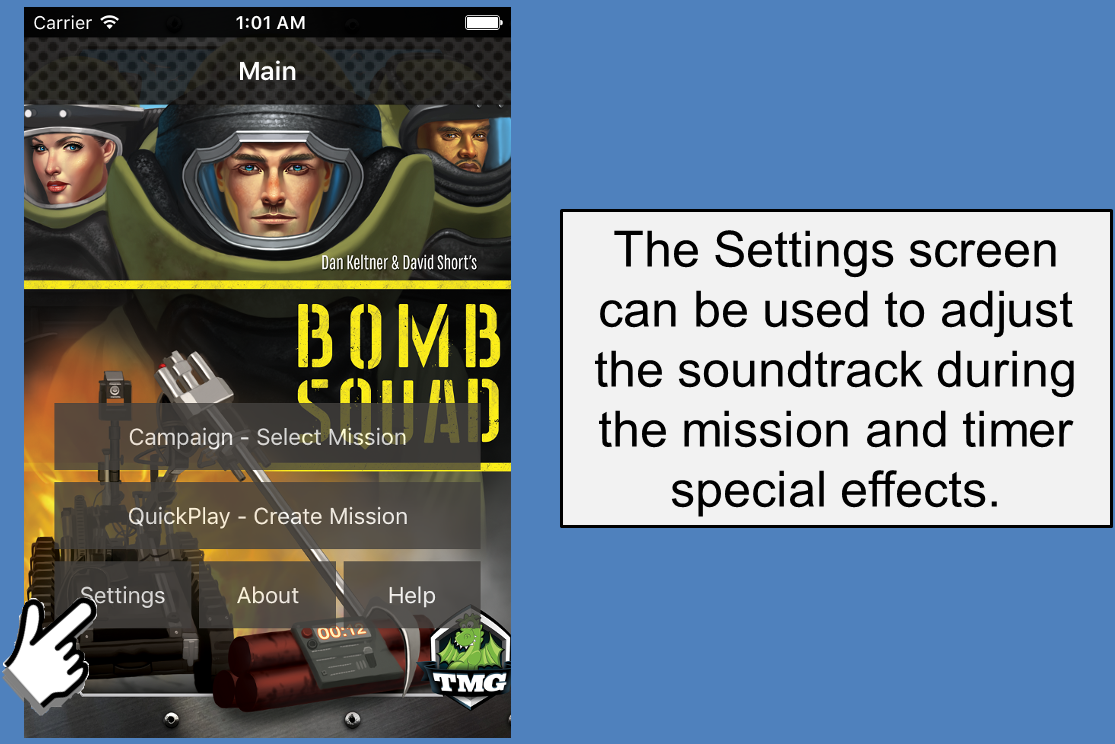 Carrier 1:01 AM
Main
Dan Keltner & David Short's
BOMB
SQUAD
Campaign - Select Mission
QuickPlay - Create Mission
Settings About Help
00:12
TMG
The Settings screen
can be used to adjust
the soundtrack during
the mission and timer
special effects.